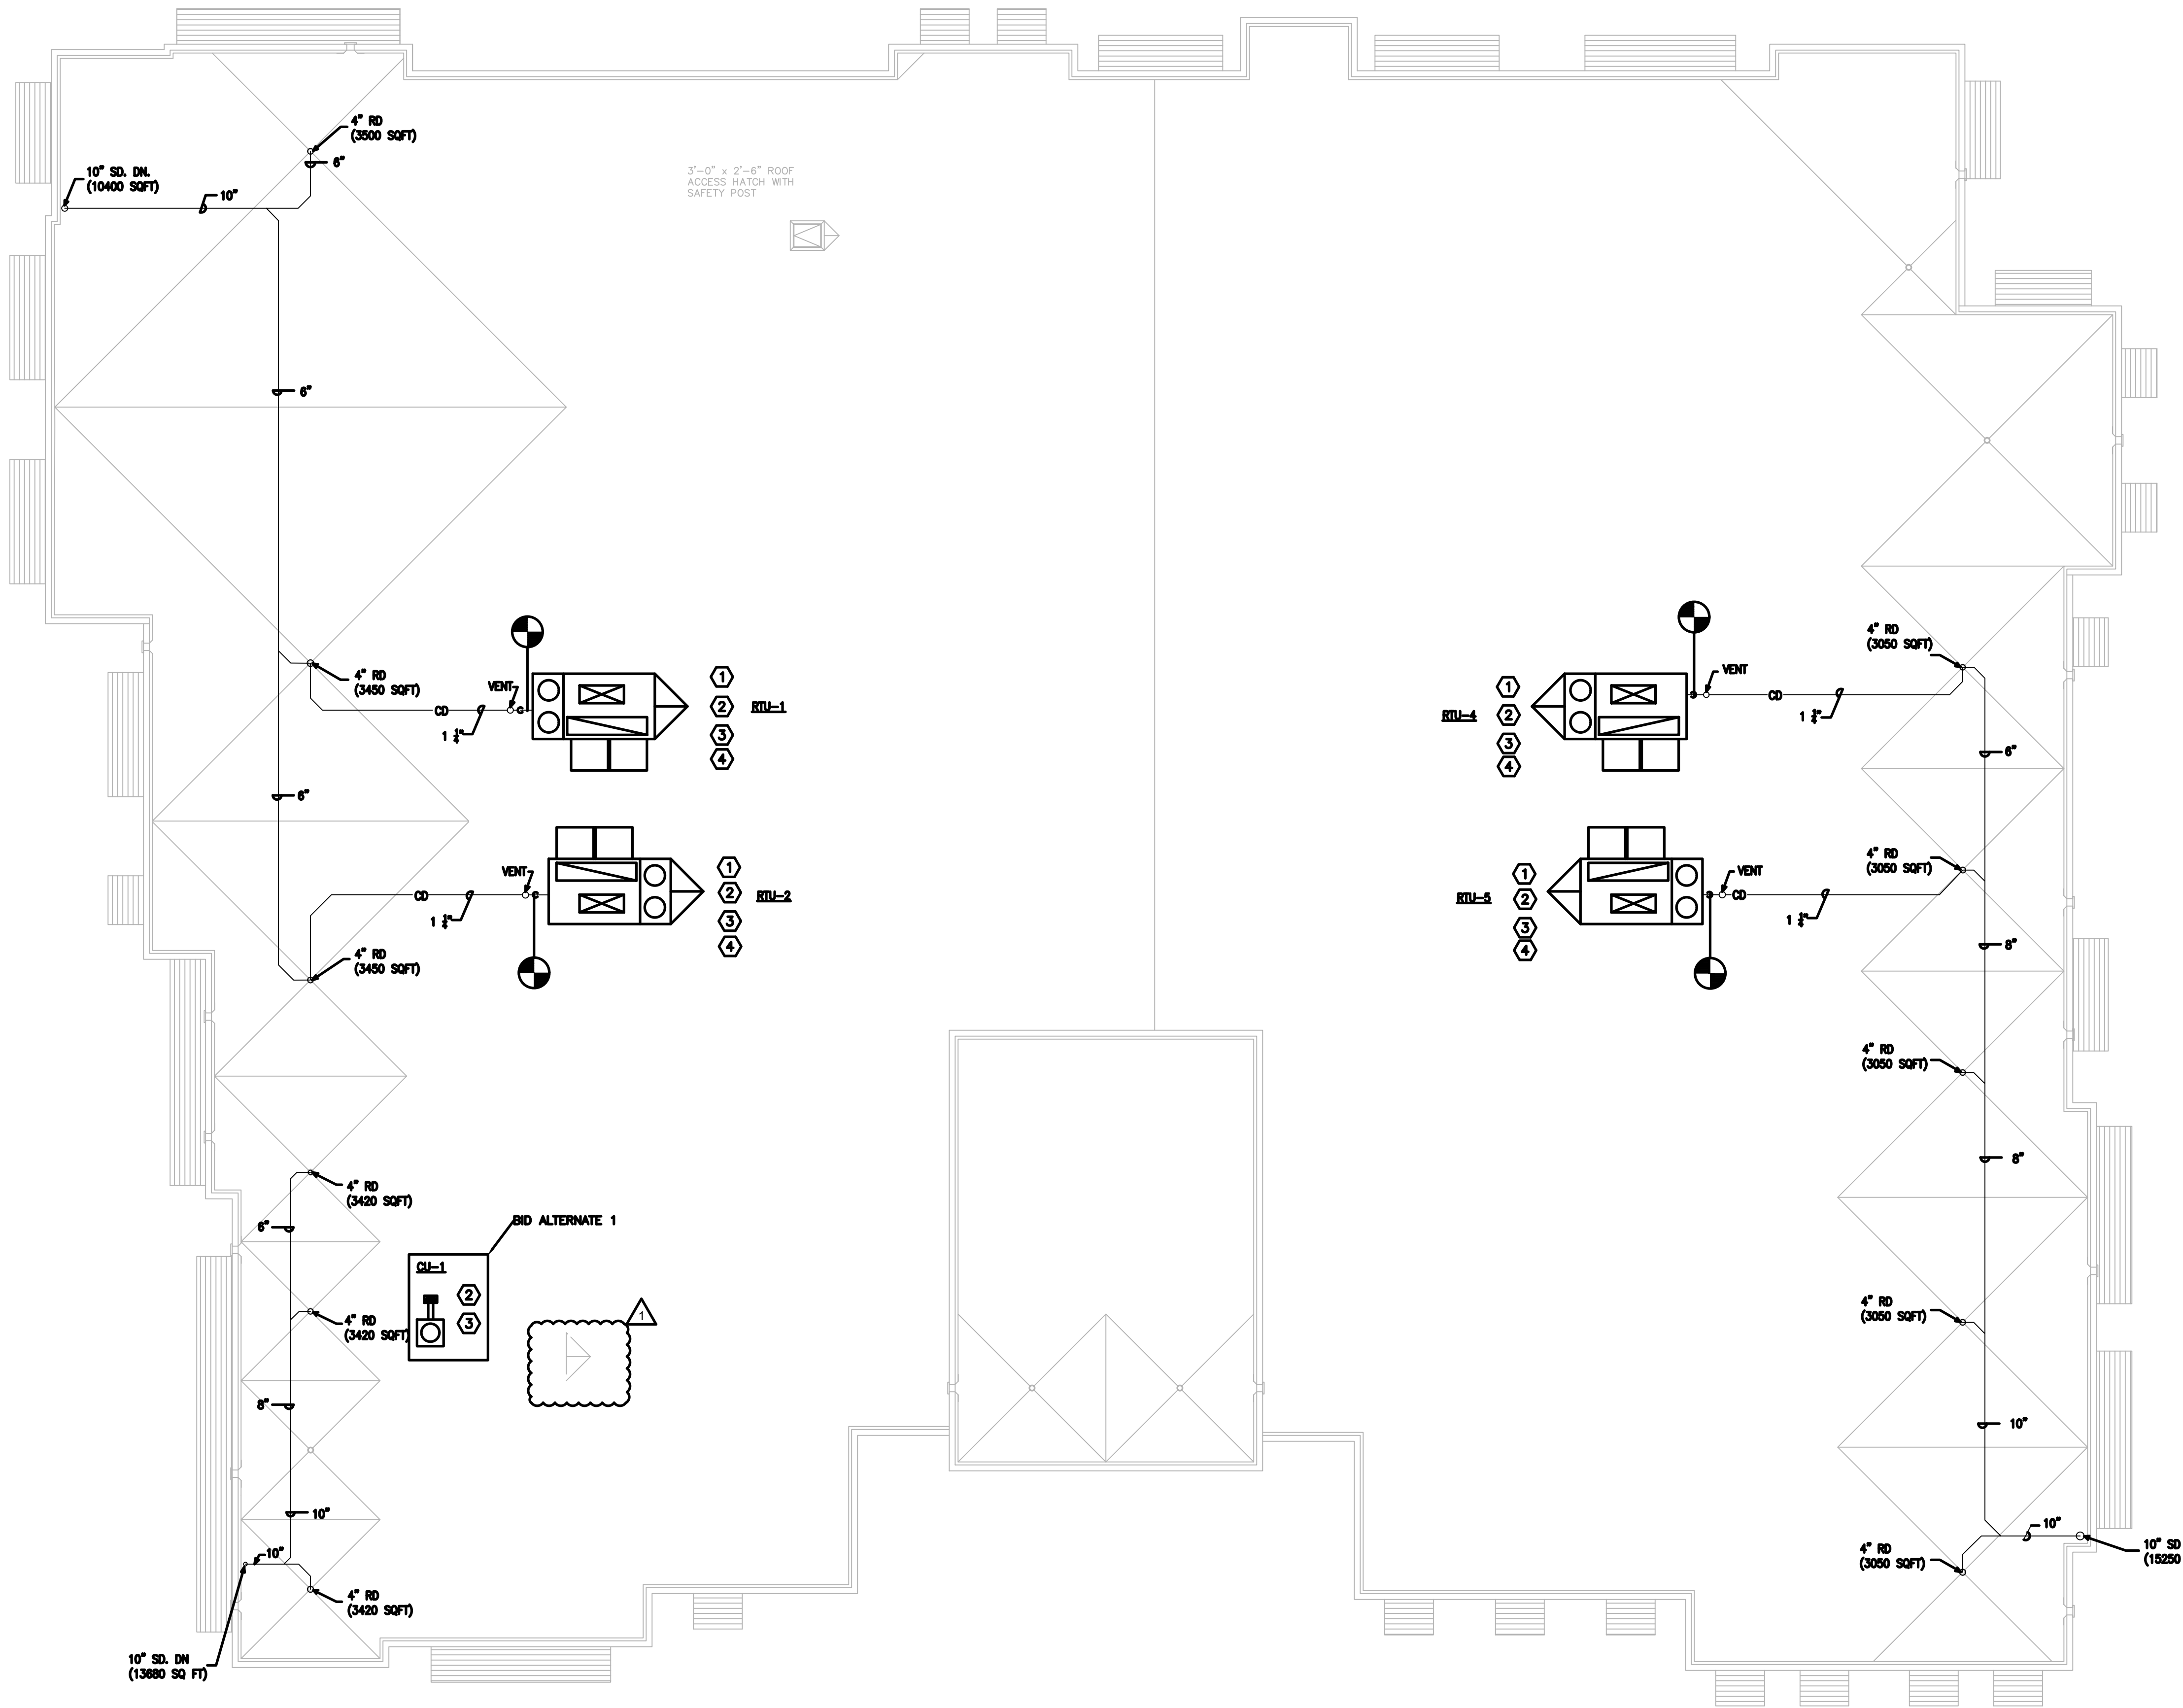 4" RD
(3500 SQFT)
6"
10" SD. DN.
(10400 SQFT)
10"
3'-0" x 2'-6" ROOF
ACCESS HATCH WITH
SAFETY POST
6"
4" RD
(3450 SQFT)
VENT
CD
1 1/4"
1
2
RTU-1
3
4
6"
VENT
CD
1 1/4"
1
2
RTU-2
3
4
4" RD
(3450 SQFT)
4" RD
(3420 SQFT)
6"
BID ALTERNATE 1
CU-1
2
3
4" RD
(3420 SQFT)
1
8"
10"
10"
4" RD
(3420 SQFT)
10" SD. DN
(13680 SQ FT)
4" RD
(3050 SQFT)
VENT
CD
1 1/4"
1
RTU-4
2
3
4
6"
4" RD
(3050 SQFT)
VENT
CD
1 1/4"
1
RTU-5
2
3
4
8"
4" RD
(3050 SQFT)
8"
4" RD
(3050 SQFT)
10"
10"
4" RD
(3050 SQFT)
10" SD
(15250